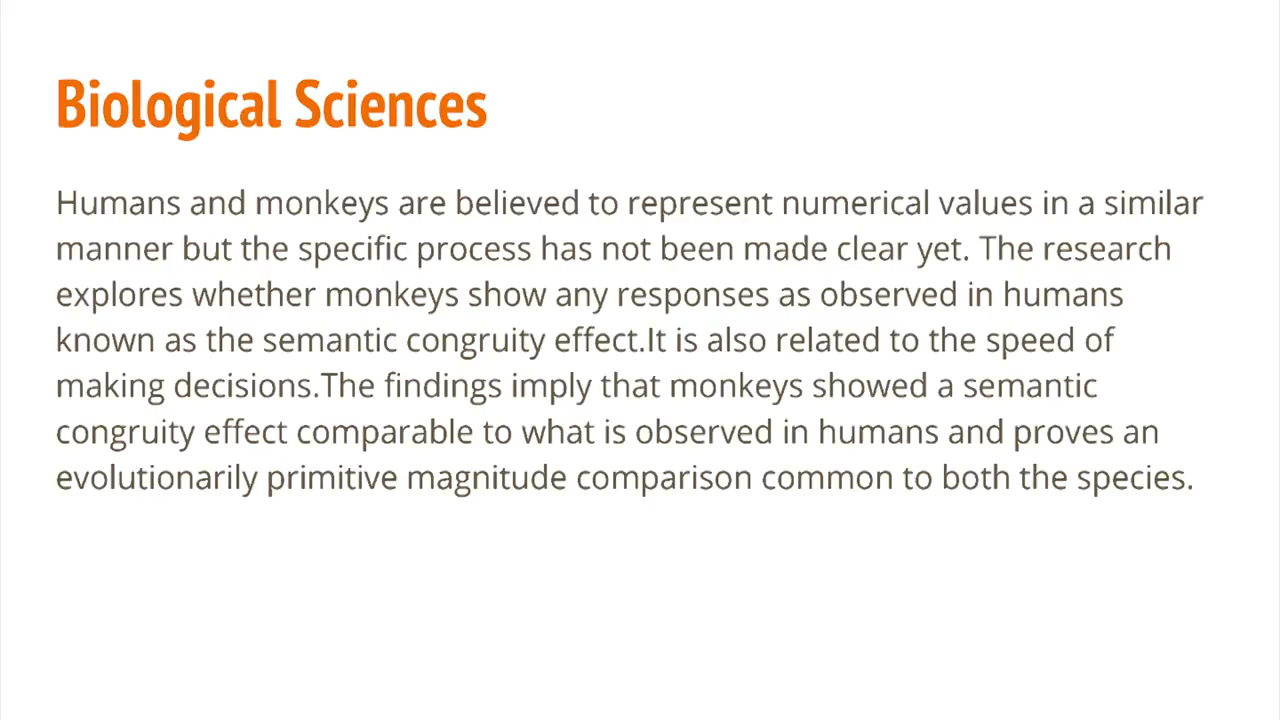 Biological Sciences
Humans and monkeys are believed to represent numerical values in a similar
manner but the specific process has not been made clear yet. The research
explores whether monkeys show any responses as observed in humans
known as the semantic congruity effect.It is also related to the speed of
making decisions.The findings imply that monkeys showed a semantic
congruity effect comparable to what is observed in humans and proves an
evolutionarily primitive magnitude comparison common to both the species.